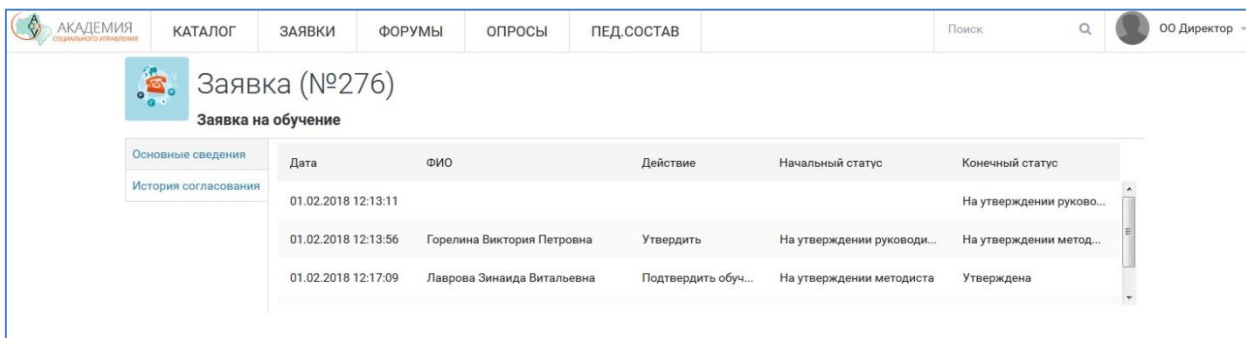 АКАДЕМИЯ
СОЦИАЛЬНОГО УПРАВЛЕНИЯ
КАТАЛОГ ЗАЯВКИ ФОРУМЫ ОПРОСЫ ПЕД.СОСТАВ Поиск ОО Директор
Заявка (№276)
Заявка на обучение
Основные сведения
История согласования
Дата ФИО Действие Начальный статус Конечный статус
01.02.2018 12:13:11 На утверждении руково...
01.02.2018 12:13:56 Горелина Виктория Петровна Утвердить На утверждении руководи... На утверждении метод...
01.02.2018 12:17:09 Лаврова Зинаида Витальевна Подтвердить обуч... На утверждении методиста Утверждена